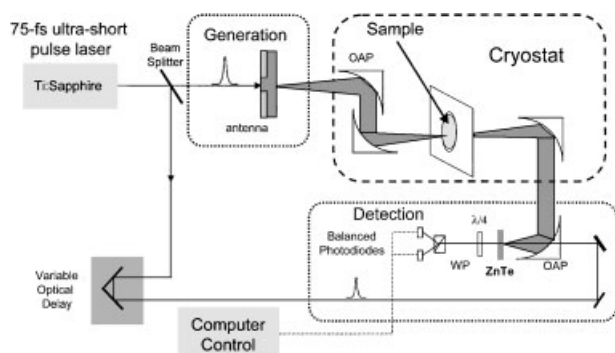 75-fs ultra-short
pulse laser
Ti:Sapphire
Beam
Splitter
Generation
antenna
OAP
Sample
Cryostat
Detection
Balanced
Photodiodes
λ/4
WP
ZnTe
OAP
Variable
Optical
Delay
Computer
Control